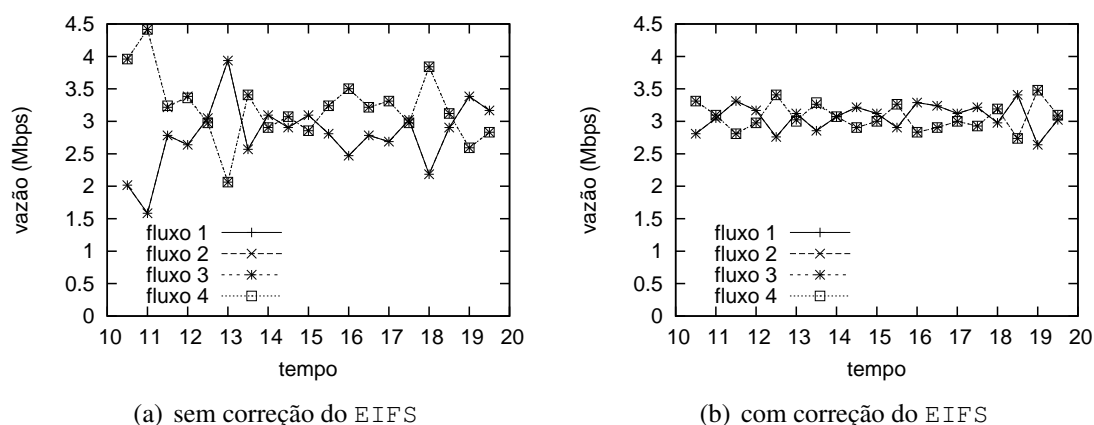 4.5
4
3.5
3
2.5
2
1.5
1
0.5
0
vazão (Mbps)
fluxo 1
fluxo 2
fluxo 3
fluxo 4
10 11 12 13 14 15 16 17 18 19 20
tempo
(a) sem correção do EIFS
4.5
4
3.5
3
2.5
2
1.5
1
0.5
0
vazão (Mbps)
fluxo 1
fluxo 2
fluxo 3
fluxo 4
10 11 12 13 14 15 16 17 18 19 20
tempo
(b) com correção do EIFS